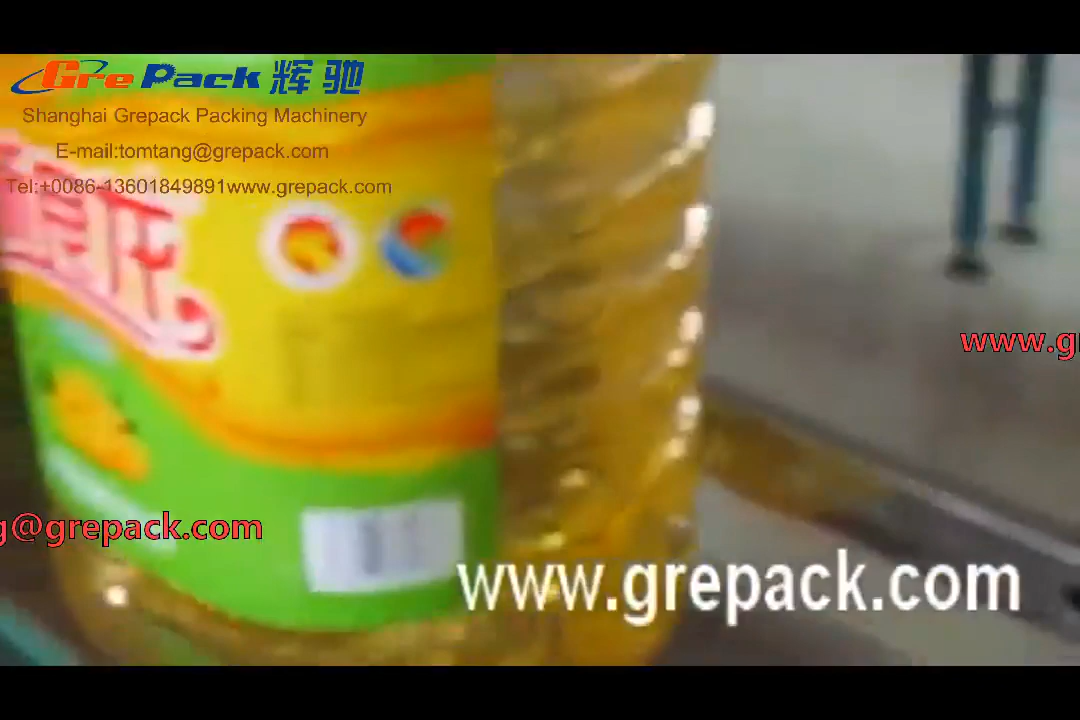 GrePack 辉驰
Shanghai Grepack Packing Machinery
E-mail:tomtang@grepack.com
Tel:+0086-13601849891www.grepack.com
www.g
g@grepack.com
www.grepack.com